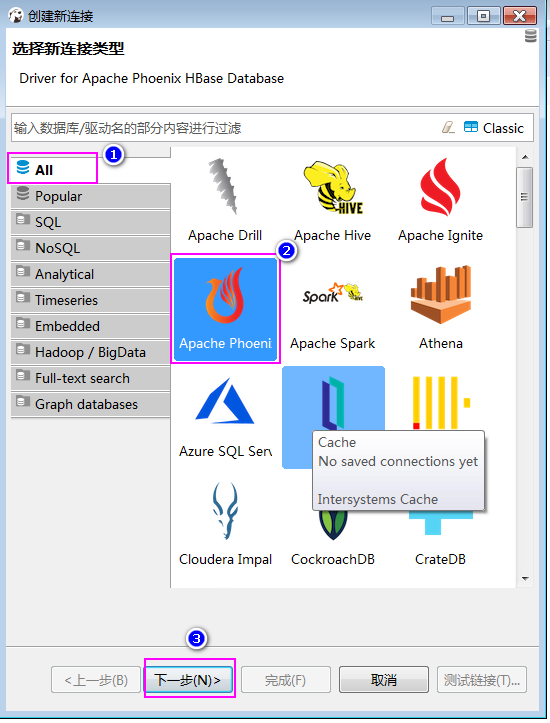 创建新连接
选择新连接类型
Driver for Apache Phoenix HBase Database
输入数据库/驱动名的部分内容进行过滤
Classic
1
All
Popular
SQL
NoSQL
Analytical
Timeseries
Embedded
Hadoop / BigData
Full-text search
Graph databases
HIVE
Apache Drill
Apache Hive
Apache Ignite
2
Spark
Apache Phoeni
Apache Spark
Athena
Azure SQL Serv
Cache
No saved connections yet
Intersystems Cache
Cloudera Impal
CockroachDB
CrateDB
3
<上一步(B)
下一步(N)>
完成(F)
取消
测试链接(T)...